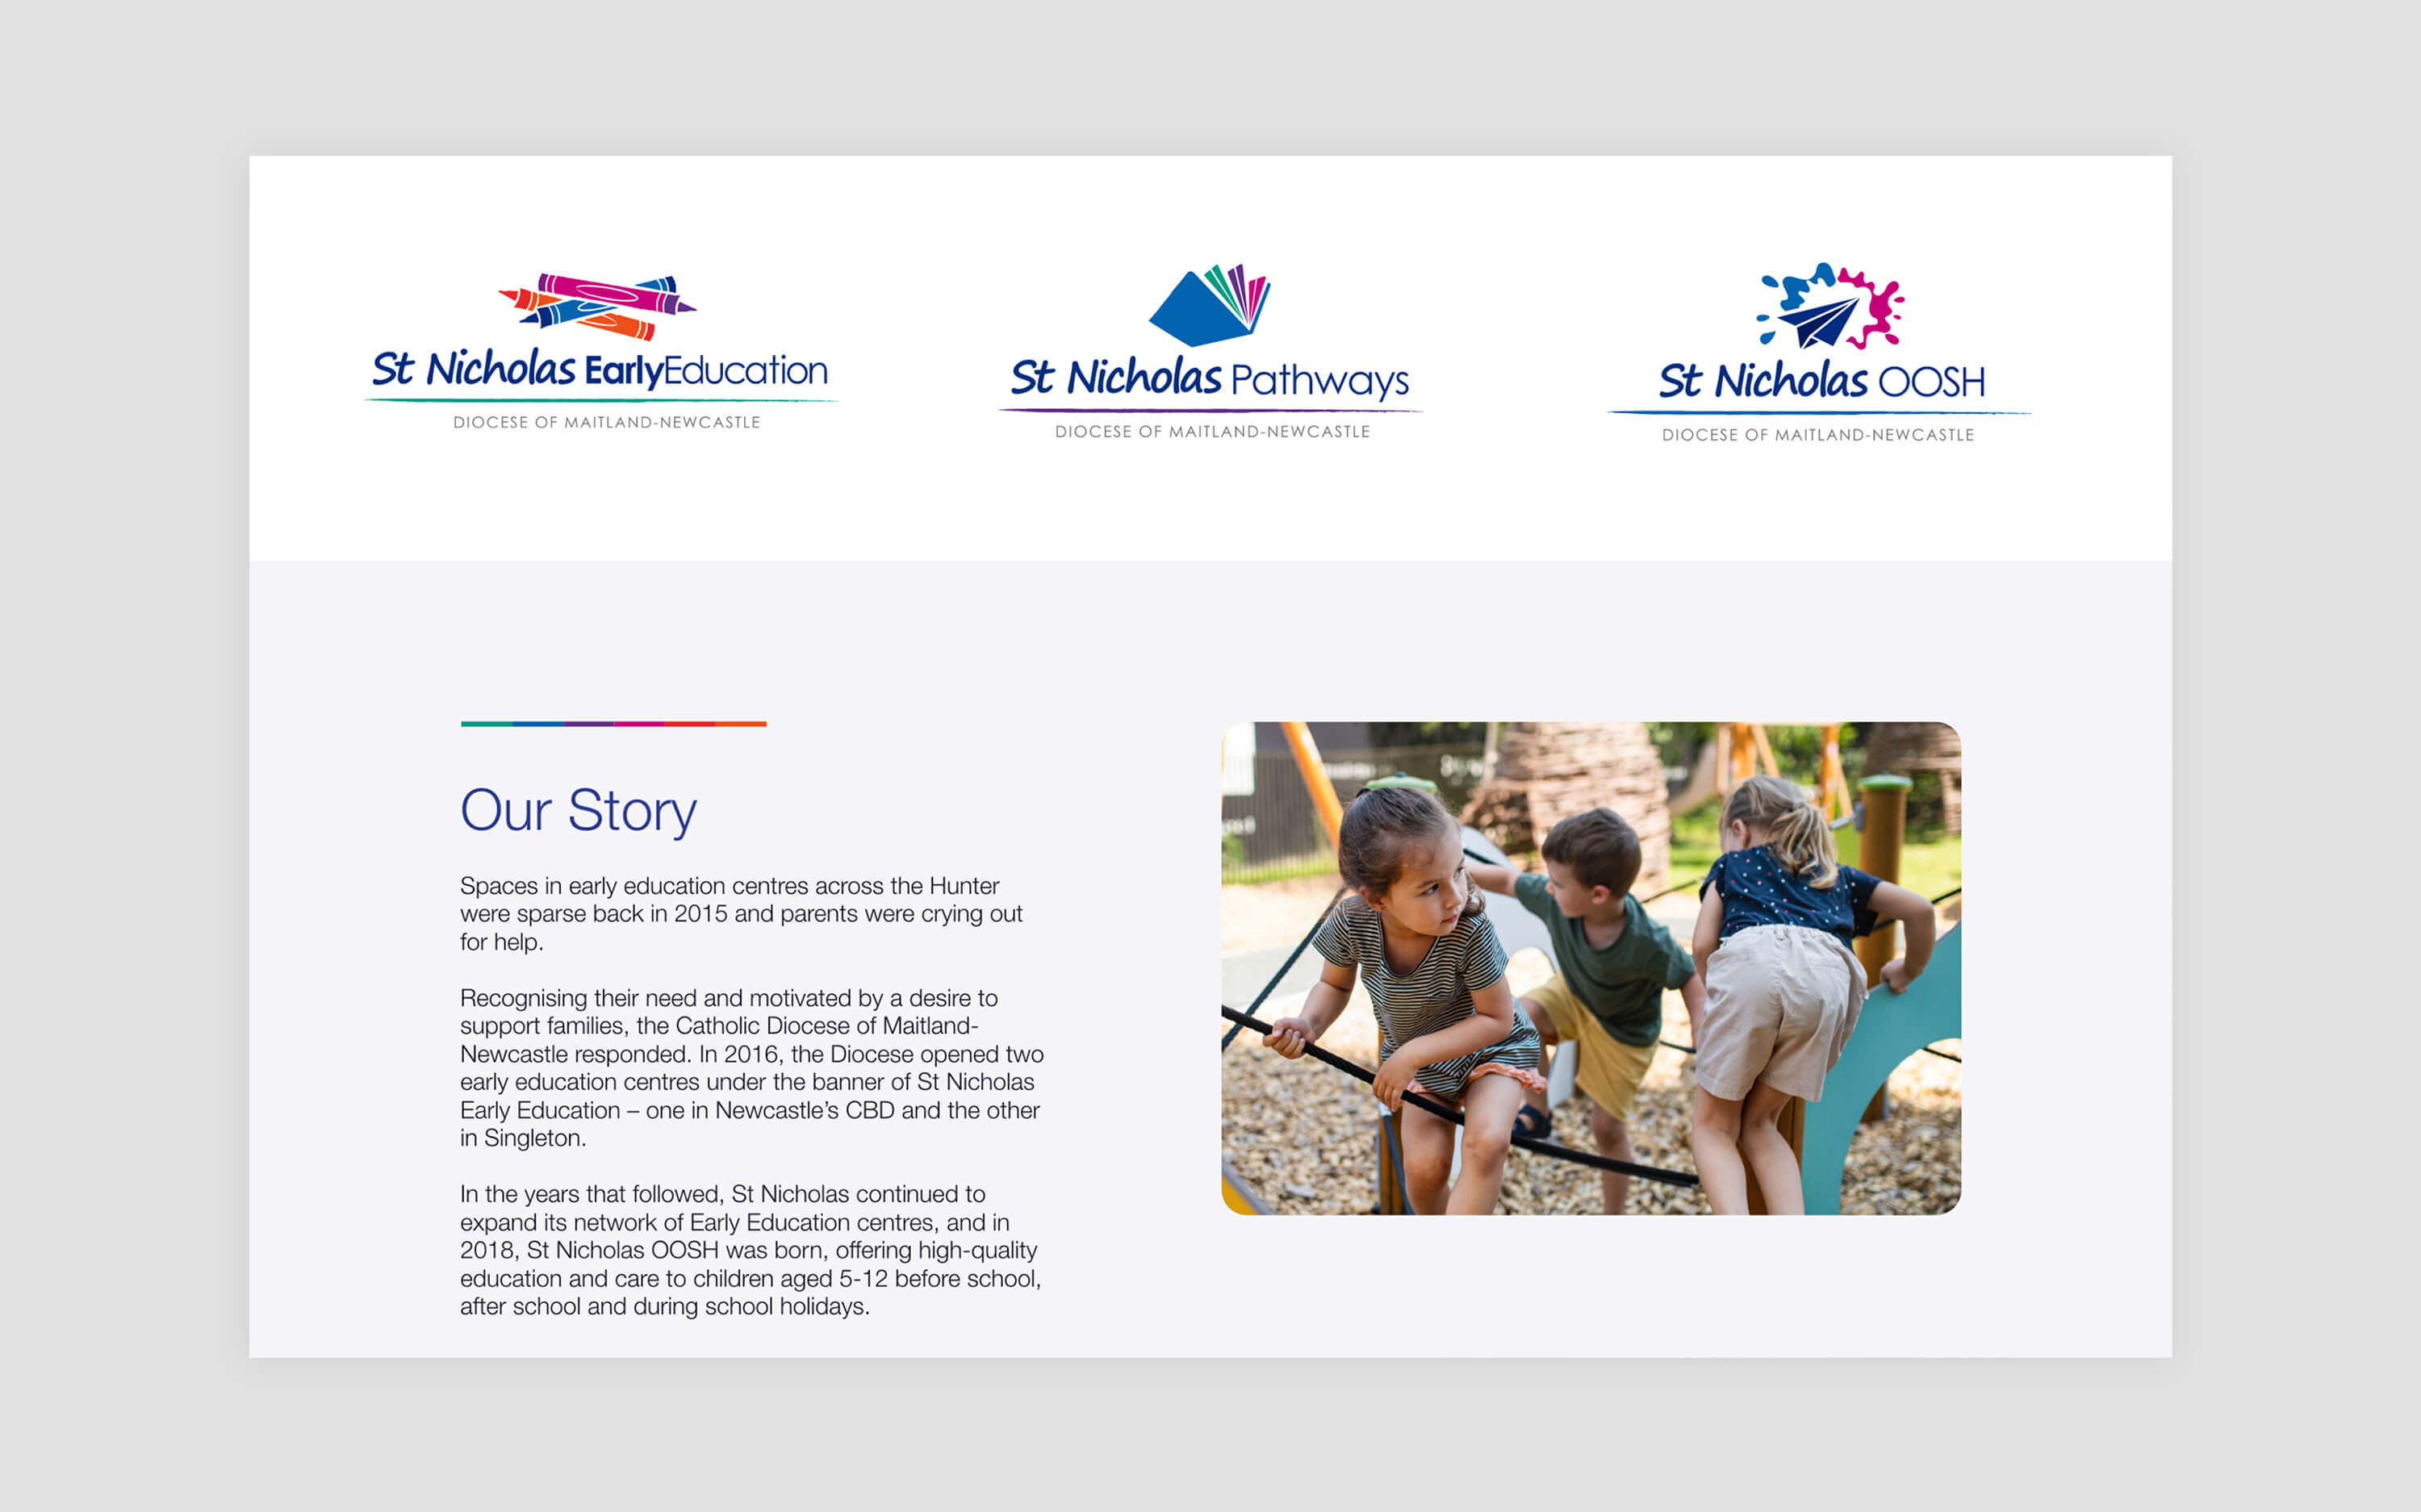 St Nicholas EarlyEducation
DIOCESE OF MAITLAND-NEWCASTLE
St Nicholas Pathways
DIOCESE OF MAITLAND-NEWCASTLE
St Nicholas OOSH
DIOCESE OF MAITLAND-NEWCASTLE
Our Story
Spaces in early education centres across the Hunter
were sparse back in 2015 and parents were crying out
for help.
Recognising their need and motivated by a desire to
support families, the Catholic Diocese of Maitland-
Newcastle responded. In 2016, the Diocese opened two
early education centres under the banner of St Nicholas
Early Education – one in Newcastle’s CBD and the other
in Singleton.
In the years that followed, St Nicholas continued to
expand its network of Early Education centres, and in
2018, St Nicholas OOSH was born, offering high-quality
education and care to children aged 5-12 before school,
after school and during school holidays.